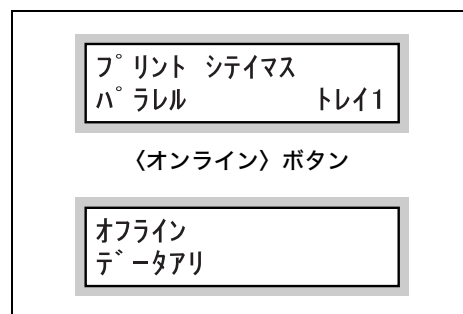 プリント シテイマス
パラレル トレイ1
〈オンライン〉ボタン
オフライン
データアリ